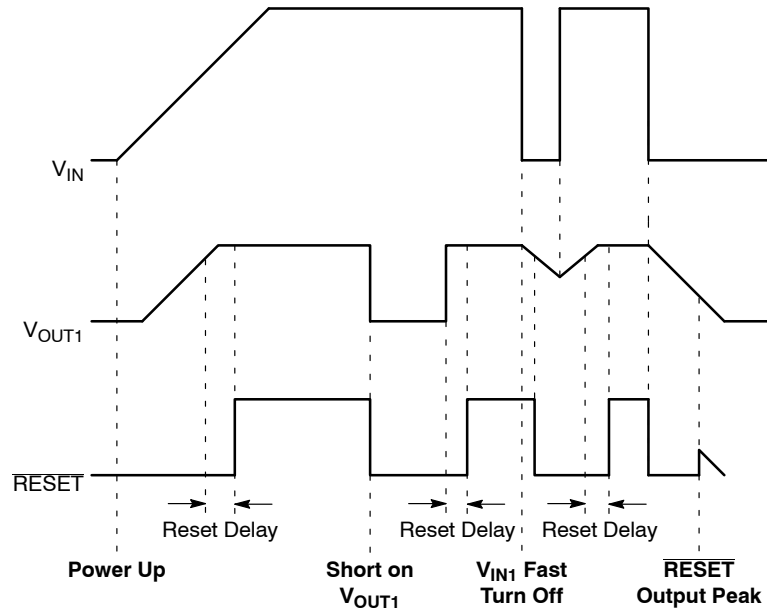 VIN
VOUT1
RESET
Reset Delay Reset Delay Reset Delay
Power Up Short on VIN1 Fast RESET
VOUT1 Turn Off Output Peak